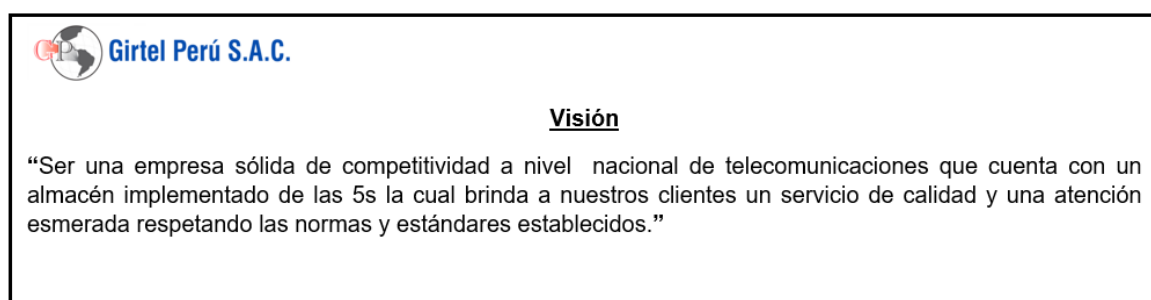 GP Girtel Perú S.A.C.
Visión
“Ser una empresa sólida de competitividad a nivel nacional de telecomunicaciones que cuenta con un
almacén implementado de las 5s la cual brinda a nuestros clientes un servicio de calidad y una atención
esmerada respetando las normas y estándares establecidos.”